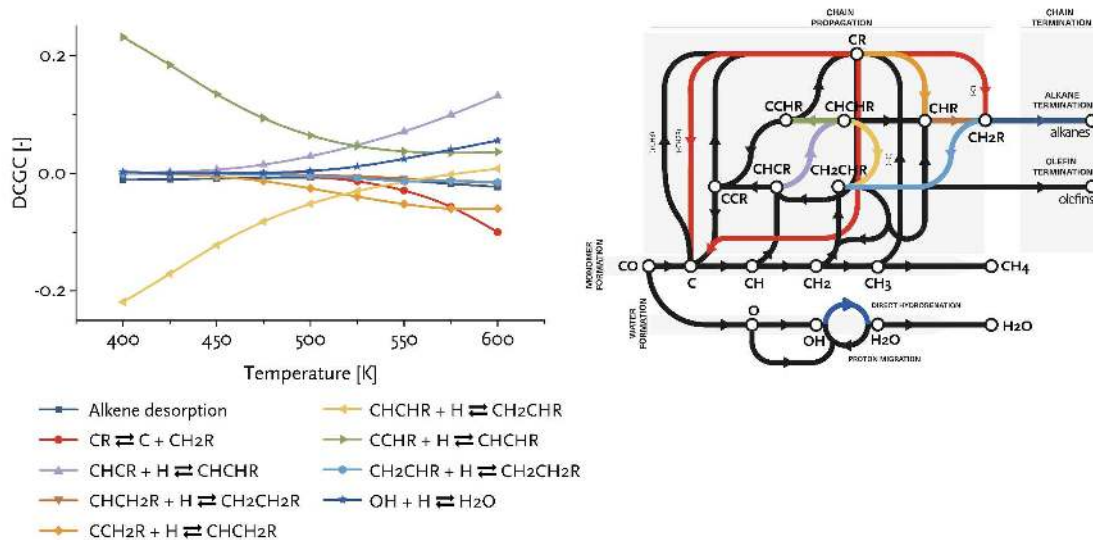 0.2
0.0
-0.2
DCGC [-]
400
450
500
550
600
Temperature [K]
Alkene desorption
CR ⇄ C + CH2R
CHCR + H ⇄ CHCHR
CHCH2R + H ⇄ CH2CH2R
CCH2R + H ⇄ CHCH2R
CHCHR + H ⇄ CH2CHR
CCHR + H ⇄ CHCHR
CH2CHR + H ⇄ CH2CH2R
OH + H ⇄ H2O
CHAIN
PROPAGATION
CHAIN
TERMINATION
CR
CCHR
CHCHR
CHR
CH2R
ALKANE
TERMINATION
alkanes
CHCR
CH2CHR
CCR
OLEFIN
TERMINATION
olefins
MONOMER
FORMATION
CO
C
CH
CH2
CH3
CH4
WATER
FORMATION
O
OH
H2O
H2O
DIRECT HYDROGENATION
PROTON MIGRATION